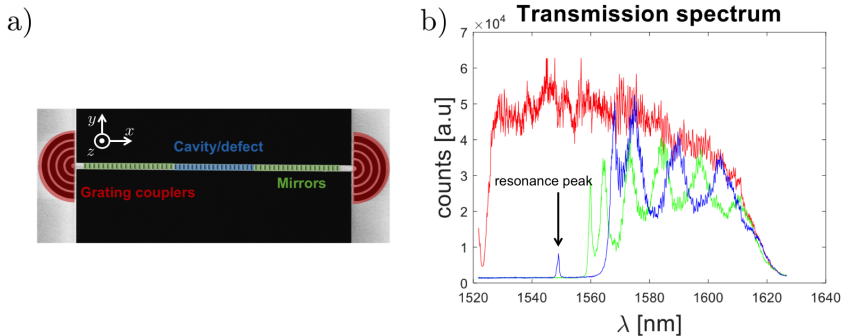 a)
y
x
z
Cavity/defect
Mirrors
Grating couplers
b)
Transmission spectrum
7 ×10⁴
6
5
4
3
2
1
0
counts [a.u]
resonance peak
1520 1540 1560 1580 1600 1620 1640
λ [nm]